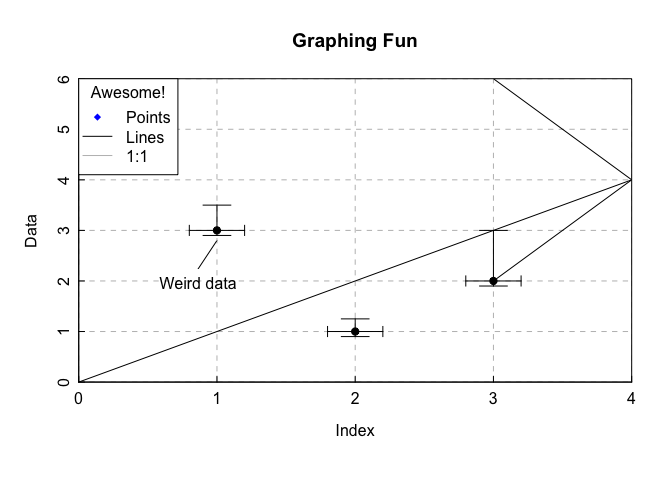 Graphing Fun
Awesome!
Points
Lines
1:1
Weird data
Data
0 1 2 3 4 5 6
0 1 2 3 4
Index